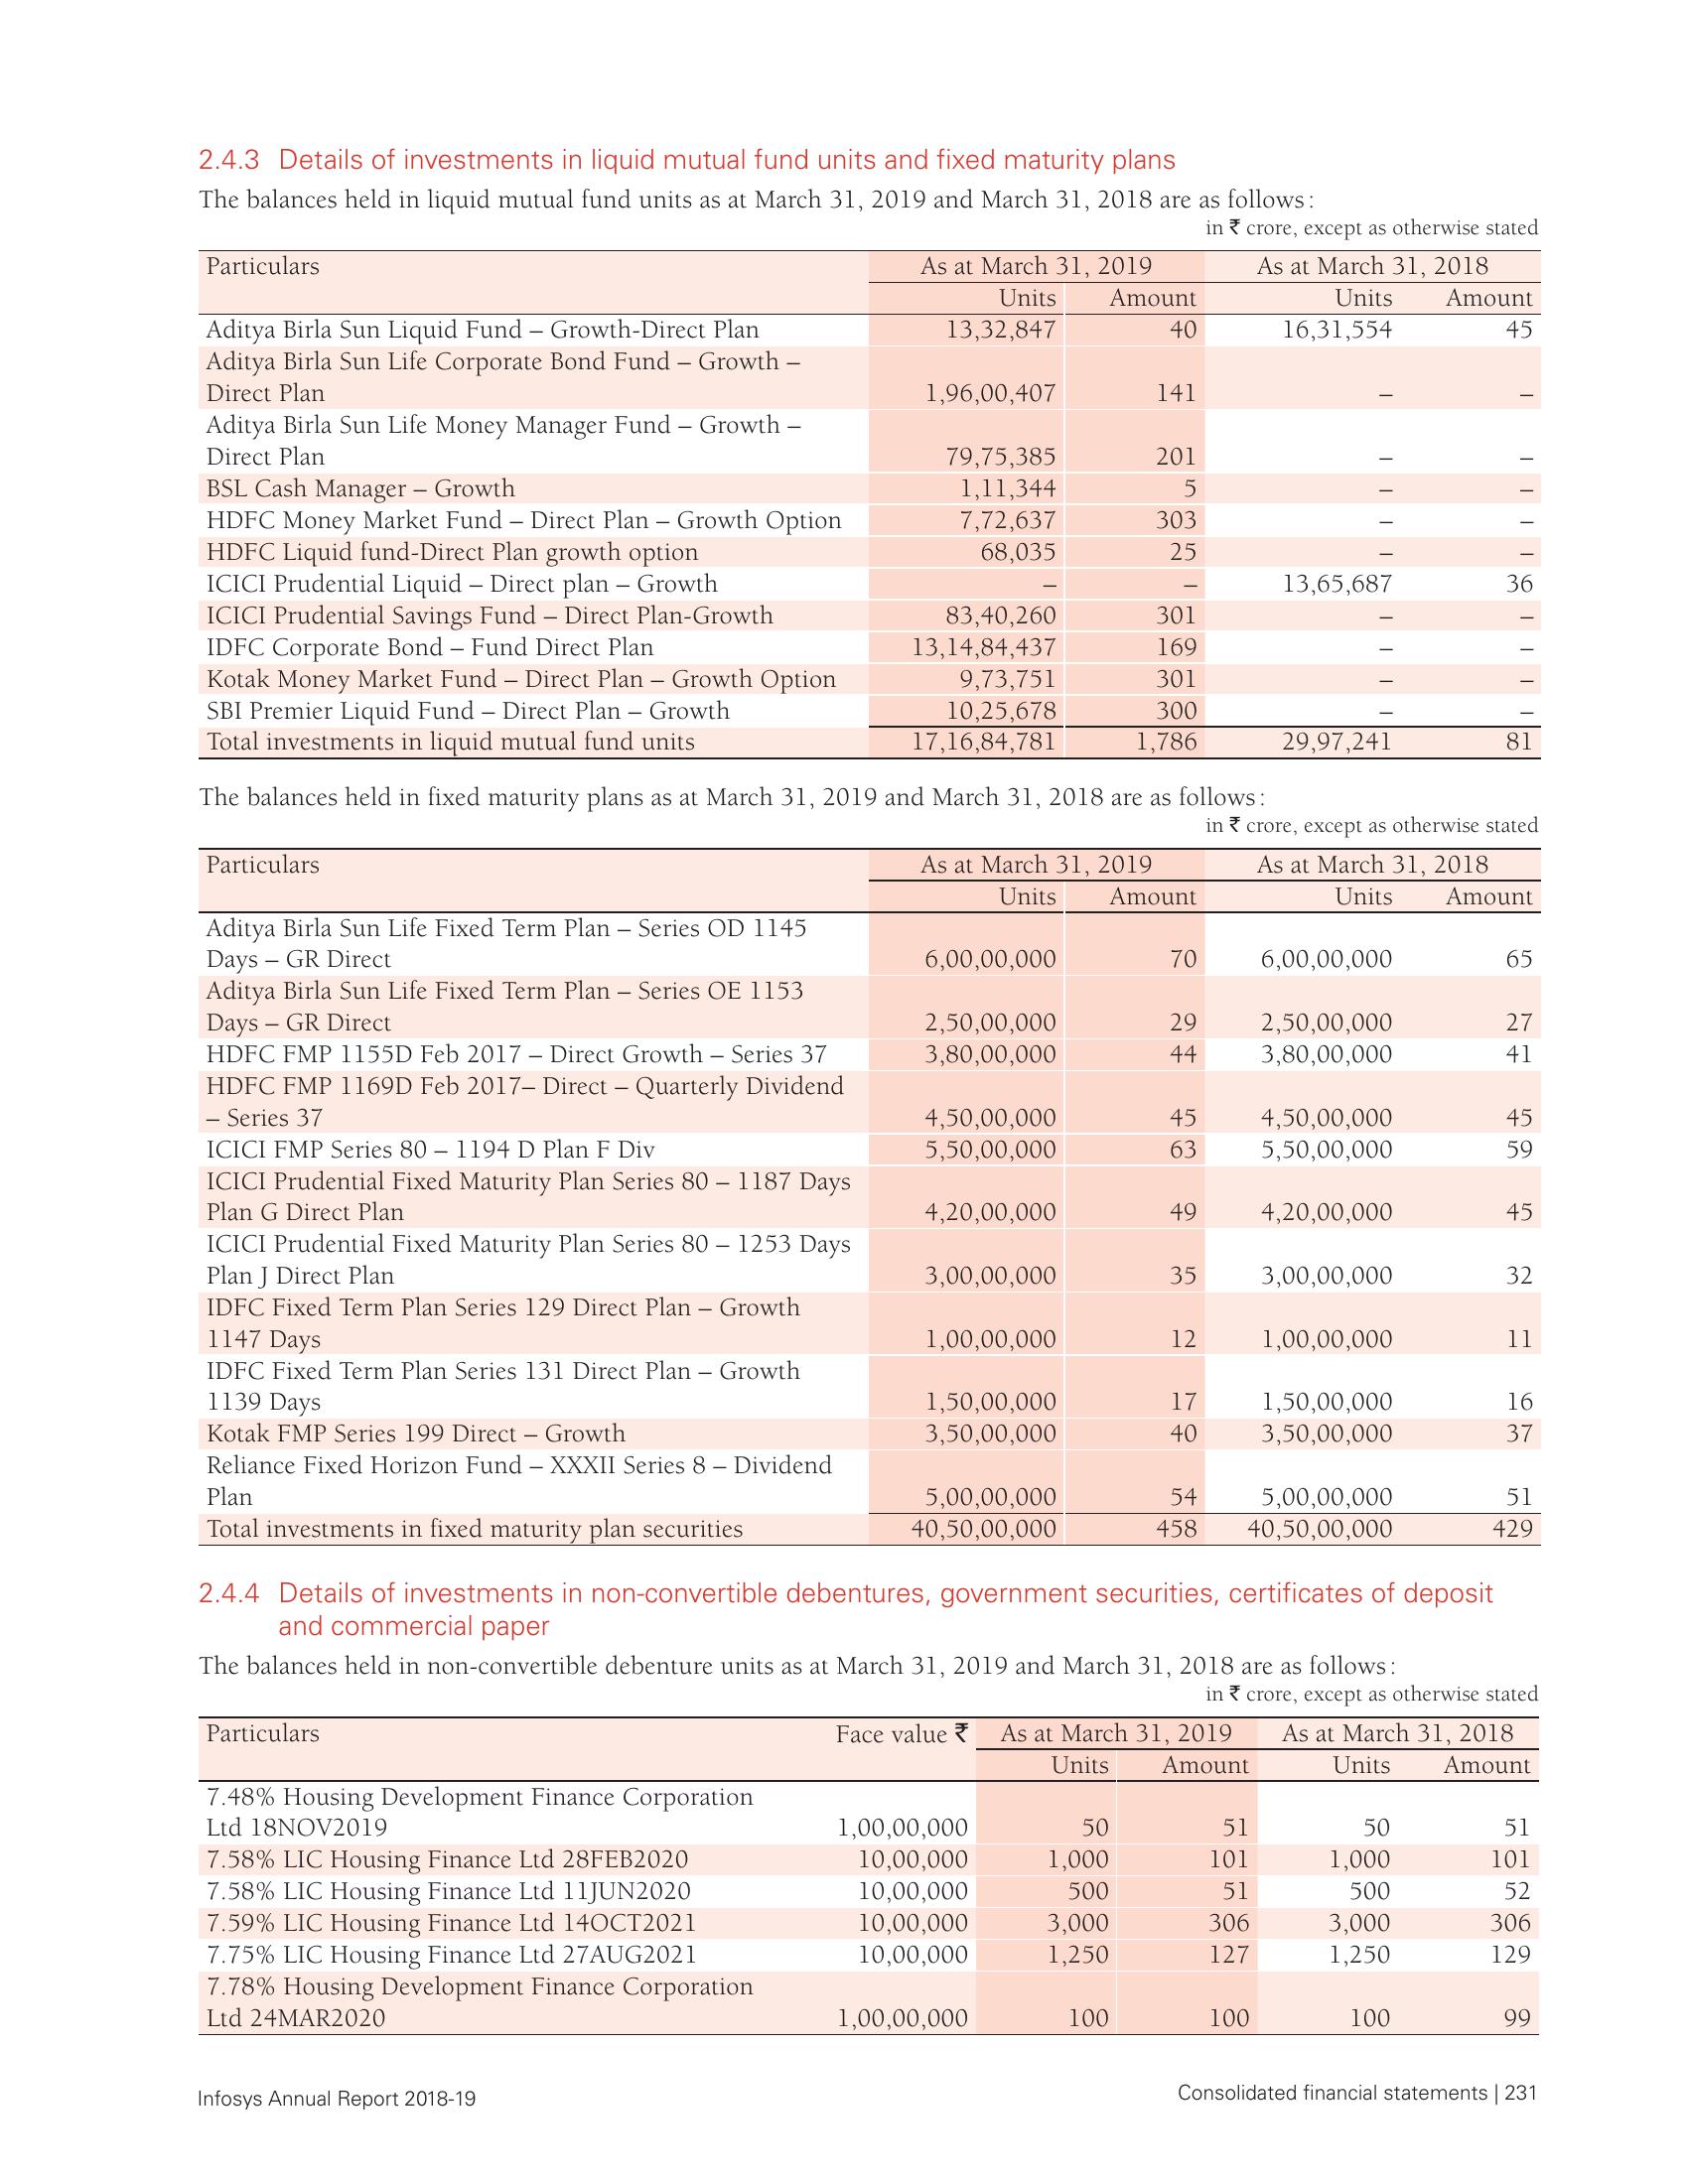 2.4.3 Details of investments in liquid mutual fund units and fixed maturity plans
The balances held in liquid mutual fund units as at March 31, 2019 and March 31, 2018 are as follows:
in ₹ crore, except as otherwise stated
Particulars As at March 31, 2019 As at March 31, 2018
Units Amount Units Amount
Aditya Birla Sun Liquid Fund – Growth-Direct Plan 13,32,847 40 16,31,554 45
Aditya Birla Sun Life Corporate Bond Fund – Growth –
Direct Plan 1,96,00,407 141 – –
Aditya Birla Sun Life Money Manager Fund – Growth –
Direct Plan 79,75,385 201 – –
BSL Cash Manager – Growth 1,11,344 5 – –
HDFC Money Market Fund – Direct Plan – Growth Option 7,72,637 303 – –
HDFC Liquid fund-Direct Plan growth option 68,035 25 – –
ICICI Prudential Liquid – Direct plan – Growth – – 13,65,687 36
ICICI Prudential Savings Fund – Direct Plan-Growth 83,40,260 301 – –
IDFC Corporate Bond – Fund Direct Plan 13,14,84,437 169 – –
Kotak Money Market Fund – Direct Plan – Growth Option 9,73,751 301 – –
SBI Premier Liquid Fund – Direct Plan – Growth 10,25,678 300 – –
Total investments in liquid mutual fund units 17,16,84,781 1,786 29,97,241 81
The balances held in fixed maturity plans as at March 31, 2019 and March 31, 2018 are as follows:
in ₹ crore, except as otherwise stated
Particulars As at March 31, 2019 As at March 31, 2018
Units Amount Units Amount
Aditya Birla Sun Life Fixed Term Plan – Series OD 1145
Days – GR Direct 6,00,00,000 70 6,00,00,000 65
Aditya Birla Sun Life Fixed Term Plan – Series OE 1153
Days – GR Direct 2,50,00,000 29 2,50,00,000 27
HDFC FMP 1155D Feb 2017 – Direct Growth – Series 37 3,80,00,000 44 3,80,00,000 41
HDFC FMP 1169D Feb 2017– Direct – Quarterly Dividend
– Series 37 4,50,00,000 45 4,50,00,000 45
ICICI FMP Series 80 – 1194 D Plan F Div 5,50,00,000 63 5,50,00,000 59
ICICI Prudential Fixed Maturity Plan Series 80 – 1187 Days
Plan G Direct Plan 4,20,00,000 49 4,20,00,000 45
ICICI Prudential Fixed Maturity Plan Series 80 – 1253 Days
Plan J Direct Plan 3,00,00,000 35 3,00,00,000 32
IDFC Fixed Term Plan Series 129 Direct Plan – Growth
1147 Days 1,00,00,000 12 1,00,00,000 11
IDFC Fixed Term Plan Series 131 Direct Plan – Growth
1139 Days 1,50,00,000 17 1,50,00,000 16
Kotak FMP Series 199 Direct – Growth 3,50,00,000 40 3,50,00,000 37
Reliance Fixed Horizon Fund – XXXII Series 8 – Dividend
Plan 5,00,00,000 54 5,00,00,000 51
Total investments in fixed maturity plan securities 40,50,00,000 458 40,50,00,000 429
2.4.4 Details of investments in non-convertible debentures, government securities, certificates of deposit
and commercial paper
The balances held in non-convertible debenture units as at March 31, 2019 and March 31, 2018 are as follows:
in ₹ crore, except as otherwise stated
Particulars Face value ₹ As at March 31, 2019 As at March 31, 2018
Units Amount Units Amount
7.48% Housing Development Finance Corporation
Ltd 18NOV2019 1,00,00,000 50 51 50 51
7.58% LIC Housing Finance Ltd 28FEB2020 10,00,000 1,000 101 1,000 101
7.58% LIC Housing Finance Ltd 11JUN2020 10,00,000 500 51 500 52
7.59% LIC Housing Finance Ltd 14OCT2021 10,00,000 3,000 306 3,000 306
7.75% LIC Housing Finance Ltd 27AUG2021 10,00,000 1,250 127 1,250 129
7.78% Housing Development Finance Corporation
Ltd 24MAR2020 1,00,00,000 100 100 100 99
Infosys Annual Report 2018-19 Consolidated financial statements | 231